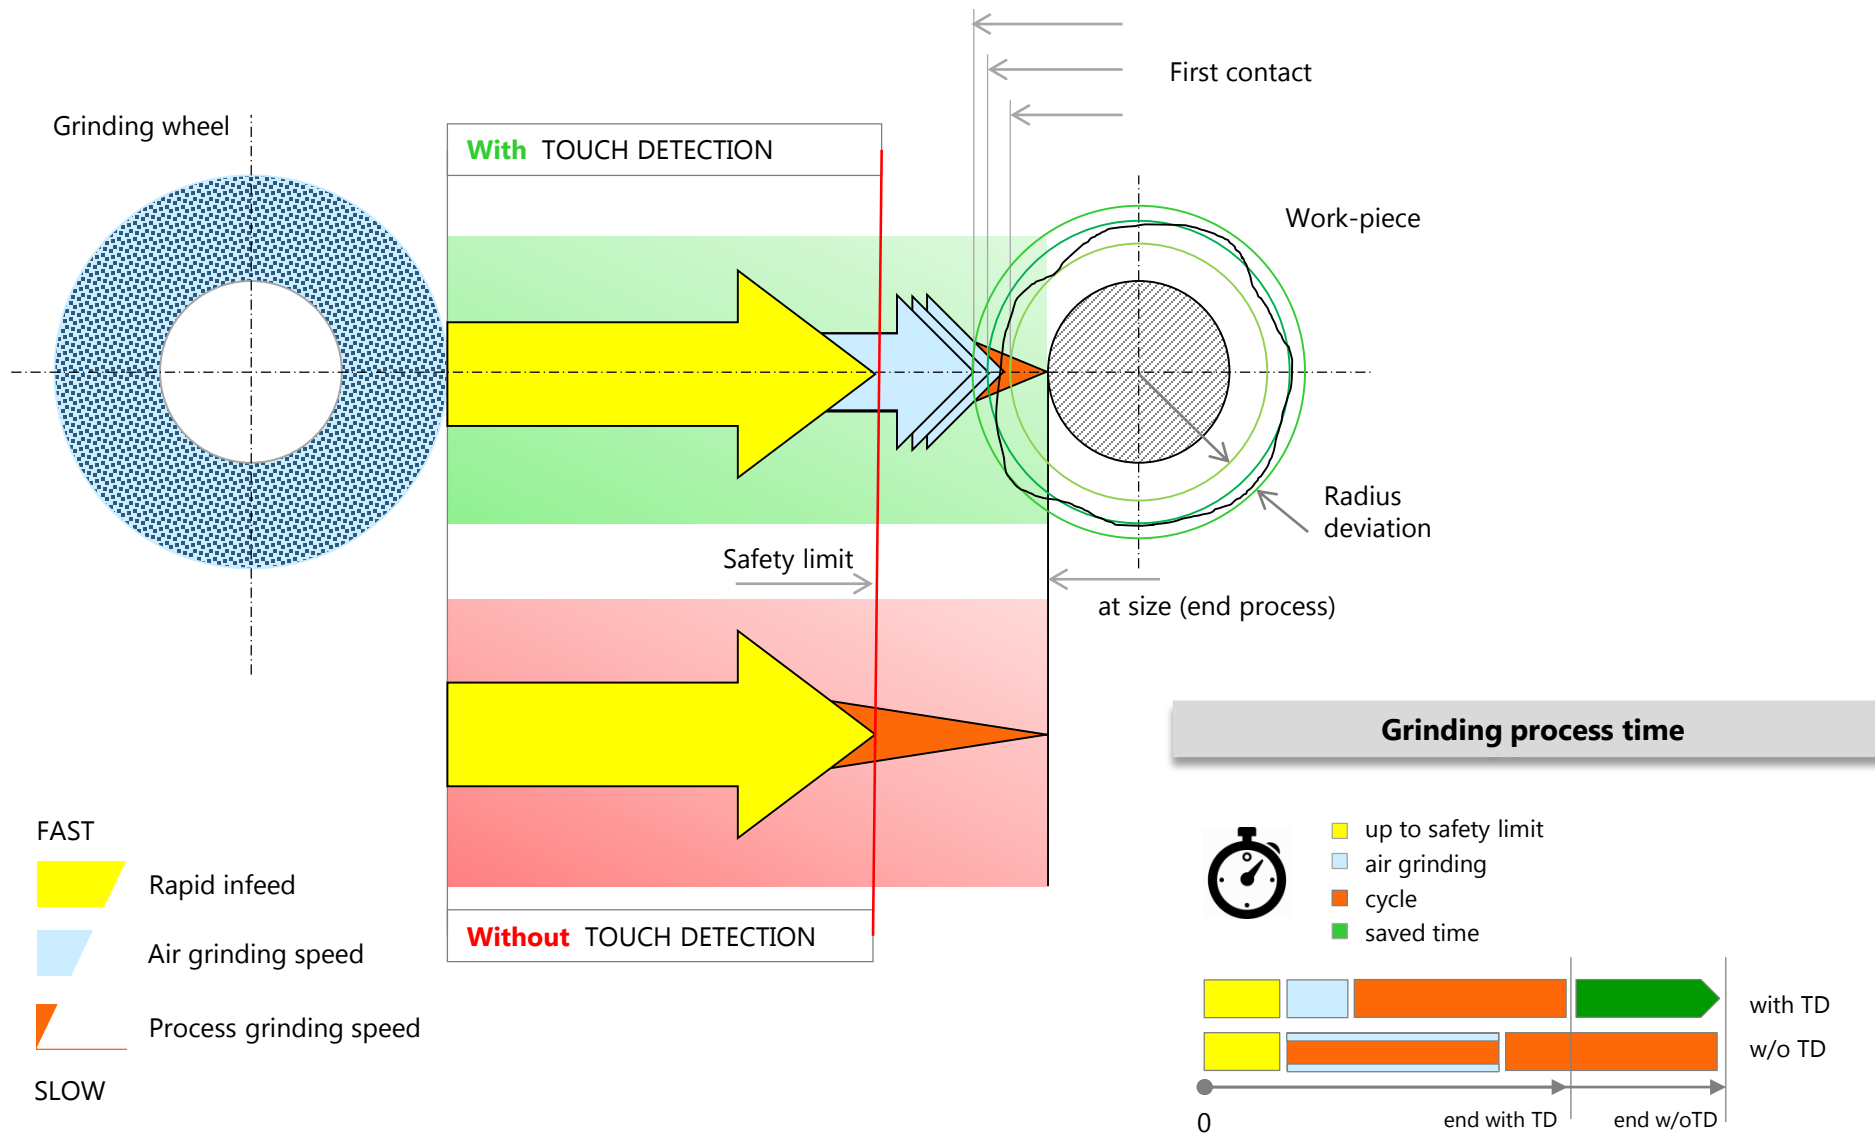 First contact
Grinding wheel
With TOUCH DETECTION
Work-piece
Radius
deviation
Safety limit
at size (end process)
Grinding process time
FAST
Rapid infeed
Air grinding speed
Process grinding speed
SLOW
Without TOUCH DETECTION
up to safety limit
air grinding
cycle
saved time
with TD
w/o TD
0
end with TD
end w/oTD